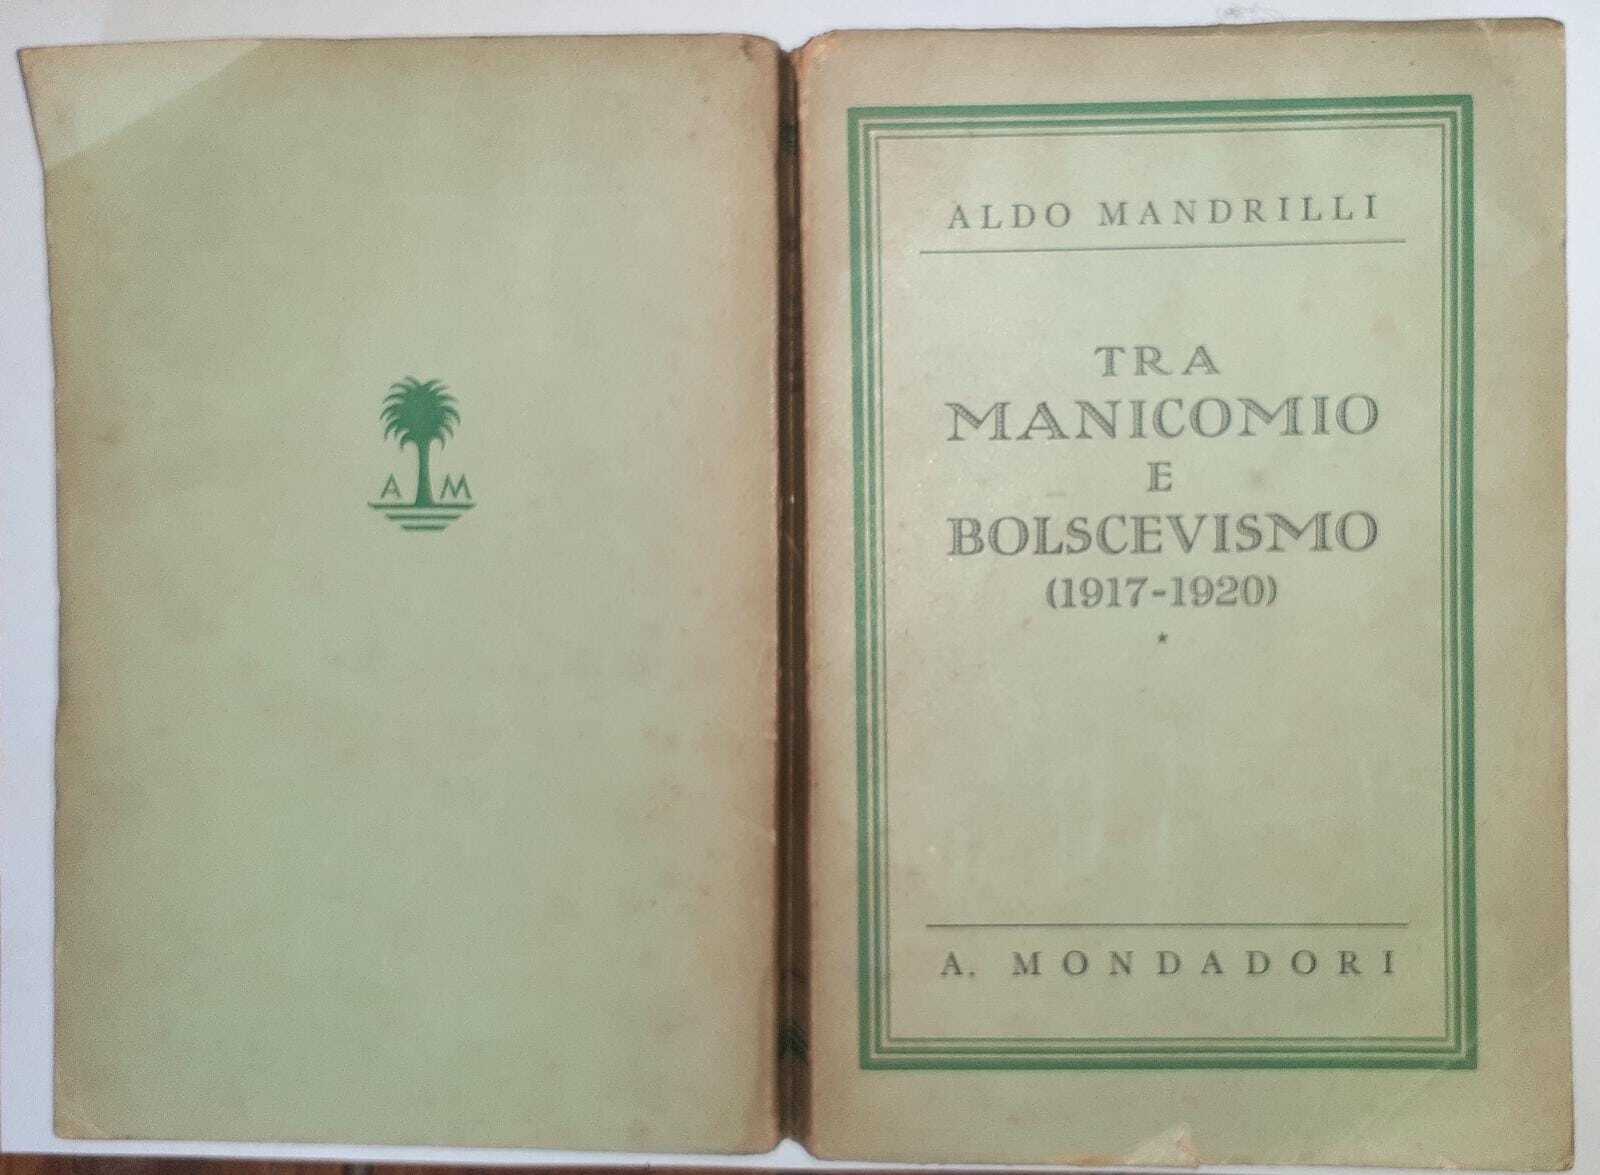 A M
ALDO MANDRILLI
TRA
MANICOMIO
E
BOLSCEVISMO
(1917-1920)
*
A. MONDADORI